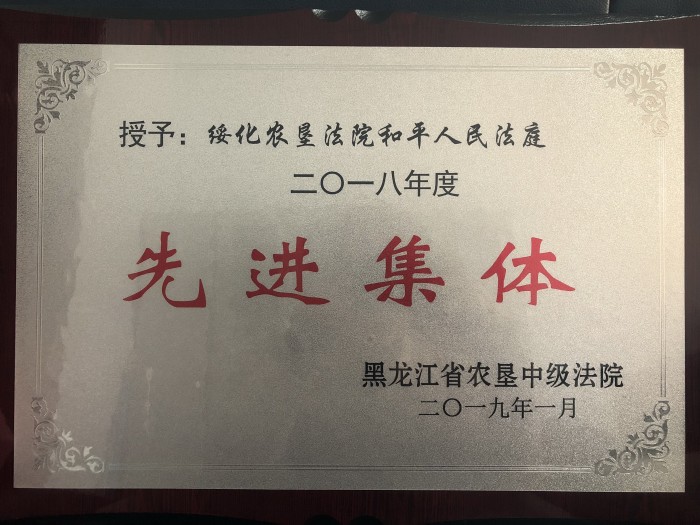 授予：绥化农垦法院和平人民法庭
二〇一八年度
先进集体
黑龙江省农垦中级法院
二〇一九年一月